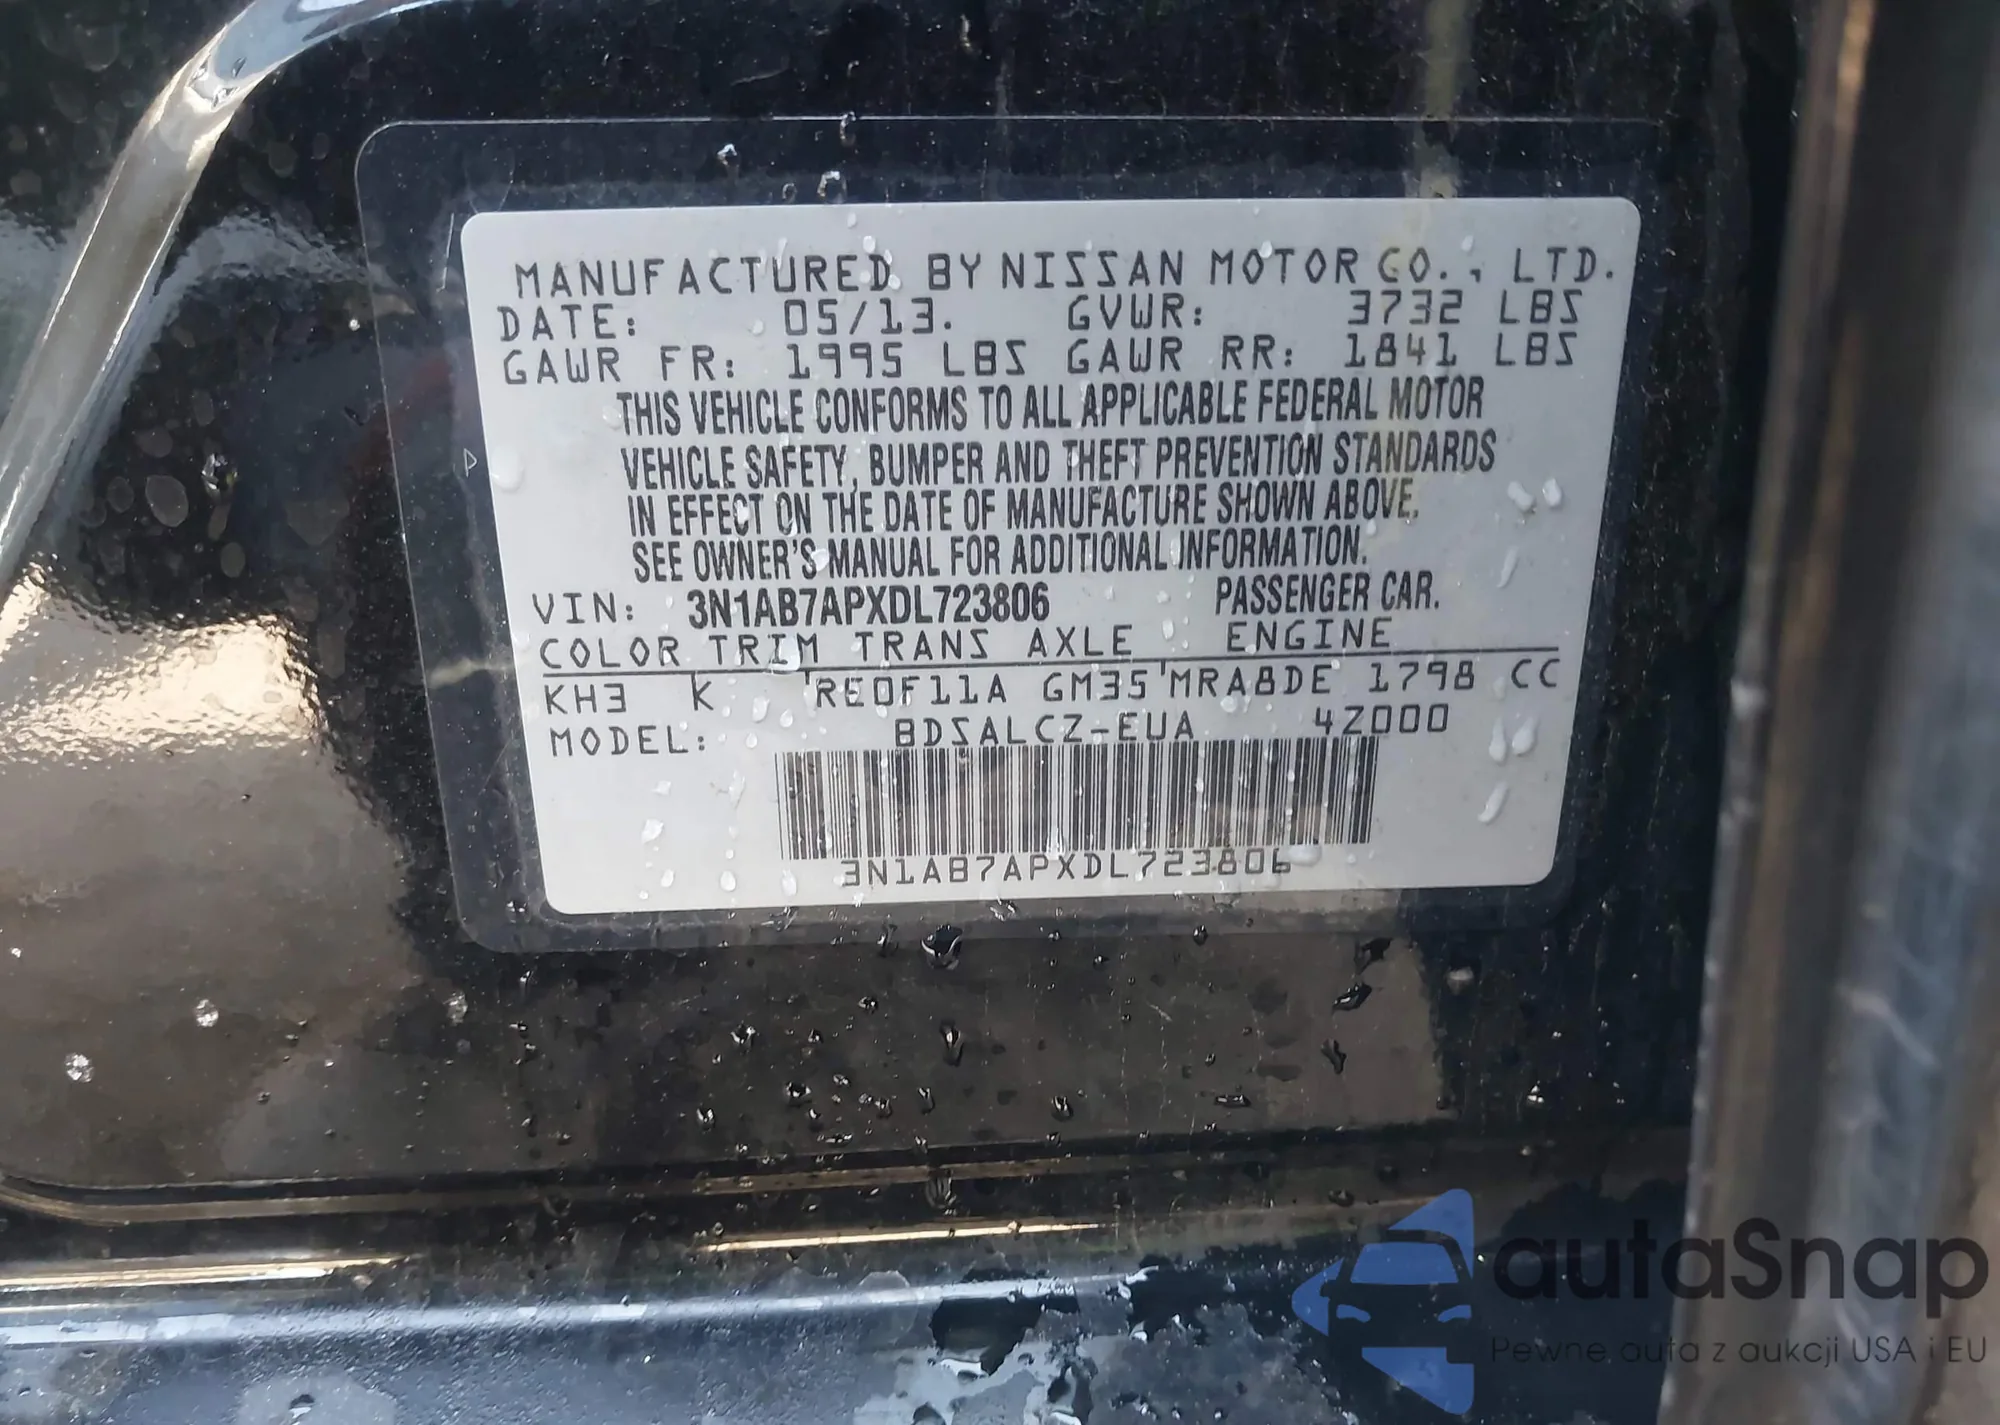 MANUFACTURED BY NISSAN MOTOR CO., LTD.
DATE: 05/13. GVWR: 3732 LBS
GAWR FR: 1995 LBS GAWR RR: 1841 LBS
THIS VEHICLE CONFORMS TO ALL APPLICABLE FEDERAL MOTOR
VEHICLE SAFETY, BUMPER AND THEFT PREVENTION STANDARDS
IN EFFECT ON THE DATE OF MANUFACTURE SHOWN ABOVE.
SEE OWNER'S MANUAL FOR ADDITIONAL INFORMATION.
VIN: 3N1AB7APXDL723806 PASSENGER CAR.
COLOR TRIM TRANS AXLE ENGINE
KH3 K RE0F11A GM35 MRA8DE 1798 CC
MODEL: BDSALCZ-EUA 4Z000
3N1AB7APXDL723806
autaSnap
Pewne auta z aukcji USA i EU